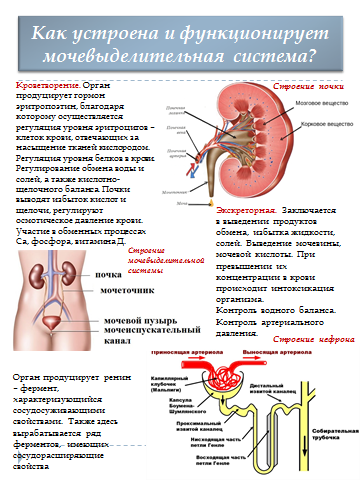 Как устроена и функционирует
мочевыделительная система?
Кроветворение. Орган
продуцирует гормон
эритропоэтин, благодаря
которому осуществляется
регуляция уровня эритроцитов –
клеток крови, отвечающих за
насыщение тканей кислородом.
Регуляция уровня белков в крови.
Регулирование обмена воды и
солей, а также кислотно-
щелочного баланса. Почки
выводят избыток кислот и
щелочи, регулируют
осмотическое давление крови.
Участие в обменных процессах
Са, фосфора, витамина Д.
Строение почки
Мозговое вещество
Корковое вещество
Почечная
Почечная
Почечная
артерия
Мочеточник
Моча
Экскреторная. Заключается
в выведении продуктов
обмена, избытка жидкости,
солей. Выведение мочевины,
мочевой кислоты. При
превышении их
концентрации в крови
происходит интоксикация
организма.
Контроль водного баланса.
Контроль артериального
давления.
Строение
мочевыделительной
системы
почка
мочеточник
мочевой пузырь
мочеиспускательный
канал
Строение нефрона
Приносящая артериола
Выносящая артериола
Капиллярный
клубочек
(Мальпиги)
Капсула
Боумена-
Шумлянского
Проксимальный
извитой каналец
Нисходящая часть
петли Генле
Восходящая часть
петли Генле
Дистальный
извитой каналец
Собирательная
трубочка
Орган продуцирует ренин
– фермент,
характеризующийся
сосудосуживающими
свойствами. Также здесь
вырабатывается ряд
ферментов, имеющих
сосудорасширяющие
свойства